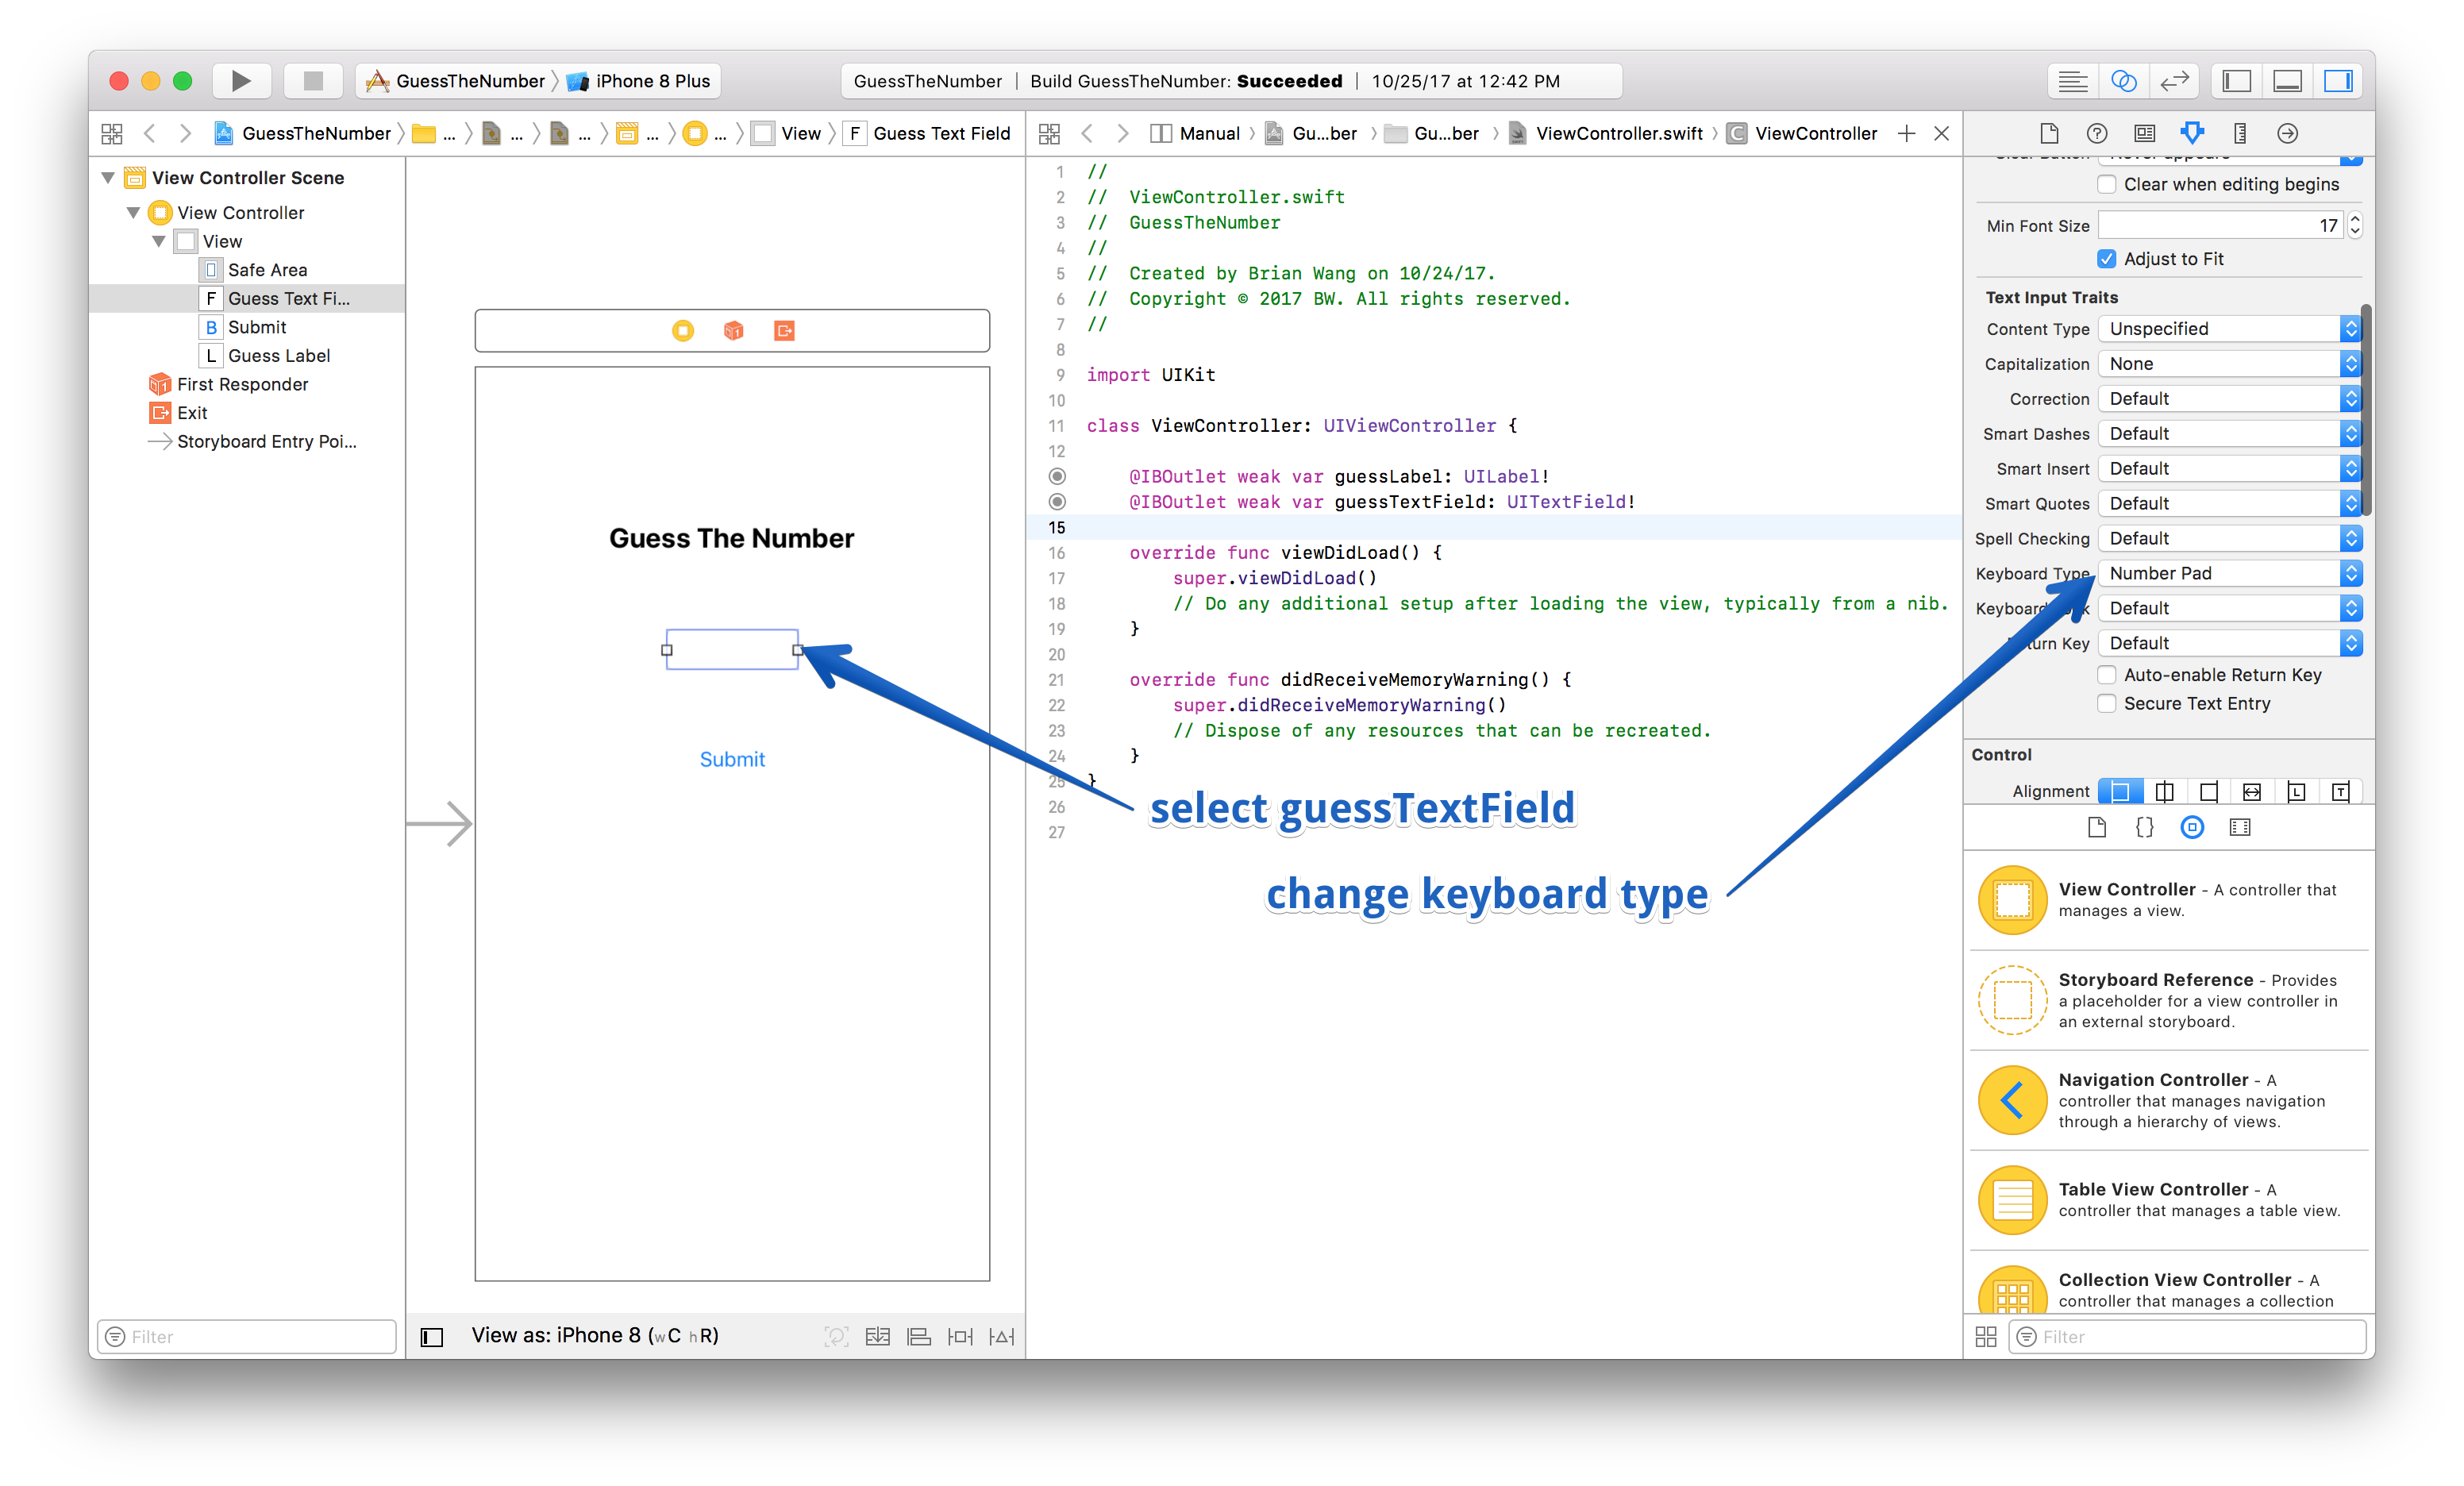 GuessTheNumber iPhone 8 Plus
GuessTheNumber | Build GuessTheNumber: Succeeded | 10/25/17 at 12:42 PM
GuessTheNumber ... ... ... ... ... View F Guess Text Field
Manual Gu...ber Gu...ber ViewController.swift C ViewController
View Controller Scene
View Controller
View
Safe Area
F Guess Text Fi...
B Submit
L Guess Label
First Responder
Exit
Storyboard Entry Poi...
Filter
Guess The Number
Submit
View as: iPhone 8 (wC hR)
1 //
2 //  ViewController.swift
3 //  GuessTheNumber
4 //
5 //  Created by Brian Wang on 10/24/17.
6 //  Copyright © 2017 BW. All rights reserved.
7 //
8
9 import UIKit
10
11 class ViewController: UIViewController {
12
@IBOutlet weak var guessLabel: UILabel!
@IBOutlet weak var guessTextField: UITextField!
15
16 override func viewDidLoad() {
17 super.viewDidLoad()
18 // Do any additional setup after loading the view, typically from a nib.
19 }
20
21 override func didReceiveMemoryWarning() {
22 super.didReceiveMemoryWarning()
23 // Dispose of any resources that can be recreated.
24 }
25 }
26
27
select guessTextField
change keyboard type
Clear when editing begins
Min Font Size 17
Adjust to Fit
Text Input Traits
Content Type Unspecified
Capitalization None
Correction Default
Smart Dashes Default
Smart Insert Default
Smart Quotes Default
Spell Checking Default
Keyboard Type Number Pad
Keyboard Default
Key Default
Auto-enable Return Key
Secure Text Entry
Control
Alignment
View Controller - A controller that
manages a view.
Storyboard Reference - Provides
a placeholder for a view controller in
an external storyboard.
Navigation Controller - A
controller that manages navigation
through a hierarchy of views.
Table View Controller - A
controller that manages a table view.
Collection View Controller - A
controller that manages a collection
Filter